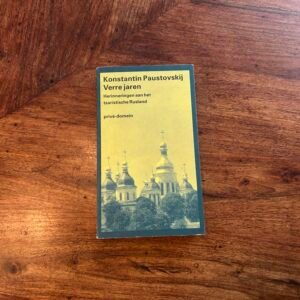 Konstantin Paustovskij
Verre jaren
Herinneringen aan het
tsaristische Rusland
privé-domein